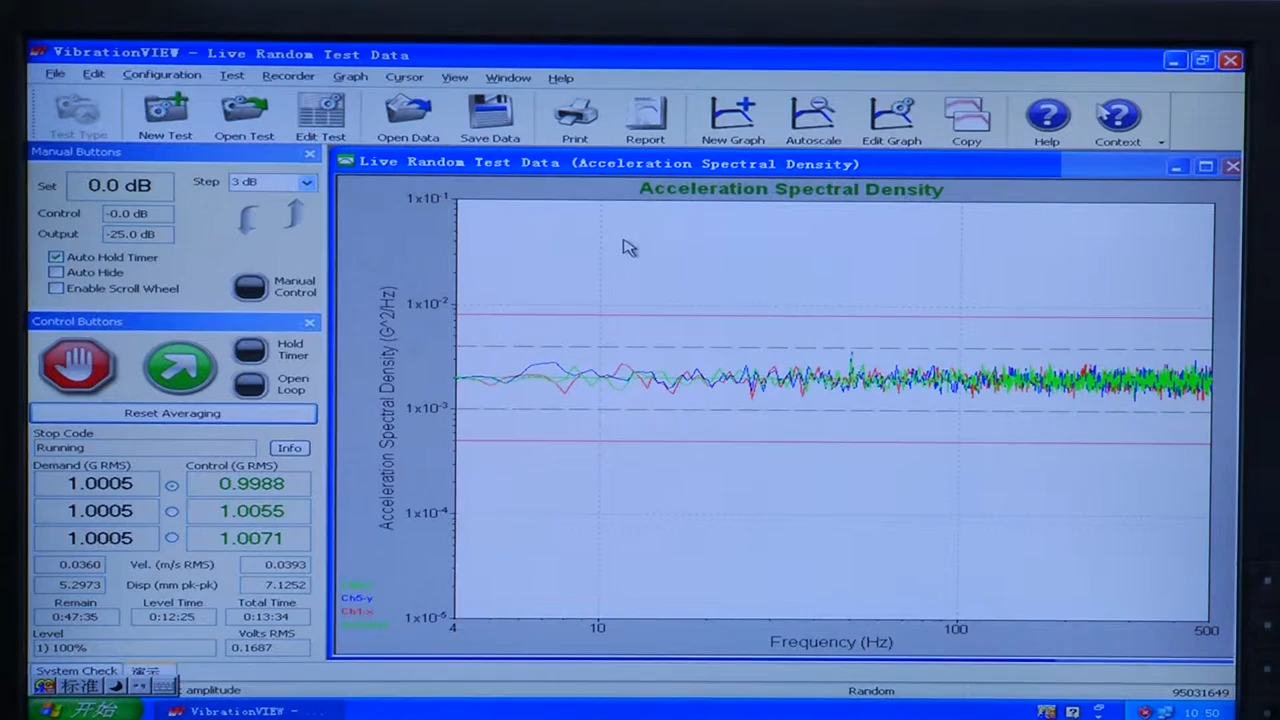 VibrationVIEW - Live Random Test Data
File Edit Configuration Test Recorder Graph Cursor View Window Help
Test Type New Test Open Test Edit Test Open Data Save Data Print Report New Graph Autoscale Edit Graph Copy Help Context
Manual Buttons
Set 0.0 dB Step 3 dB
Control -0.0 dB
Output -25.0 dB
Auto Hold Timer
Auto Hide
Enable Scroll Wheel
Manual Control
Control Buttons
Hold Timer
Open Loop
Reset Averaging
Stop Code
Running Info
Demand (G RMS) Control (G RMS)
1.0005 0.9988
1.0005 1.0055
1.0005 1.0071
0.0360 Vel. (m/s RMS) 0.0393
5.2973 Disp (mm pk-pk) 7.1252
Remain Level Time Total Time
0:47:35 0:12:25 0:13:34
Level Volts RMS
1) 100% 0.1687
System Check 演示
标准
Live Random Test Data (Acceleration Spectral Density)
Acceleration Spectral Density
Acceleration Spectral Density (G^2/Hz)
1x10-1
1x10-2
1x10-3
1x10-4
1x10-5
Ch5-y
Ch1-x
4 10 100 500
Frequency (Hz)
amplitude Random 95031649
开始 VibrationVIEW - ... 10:50